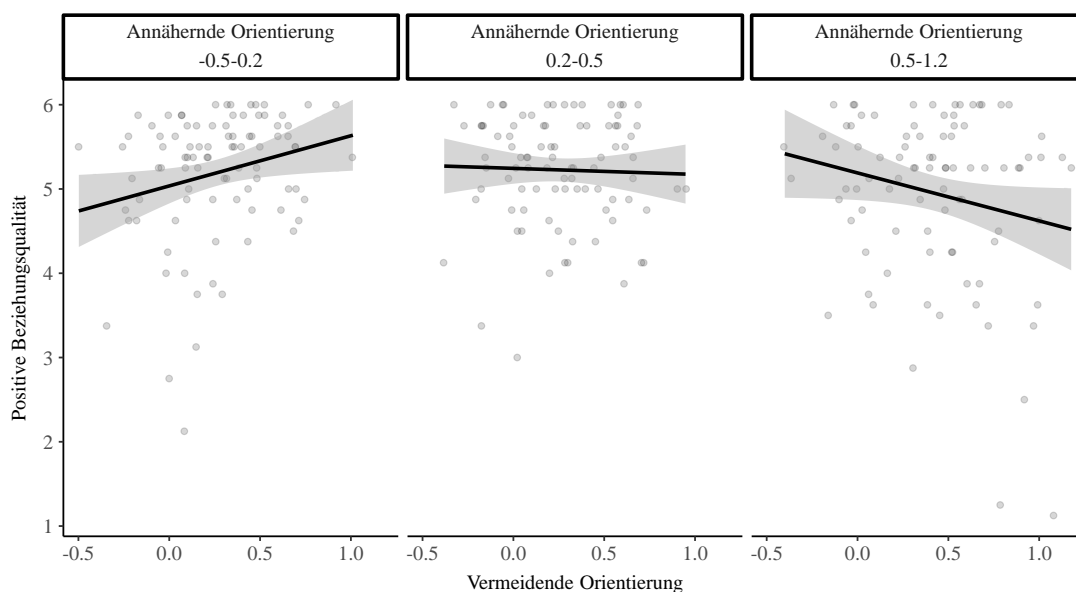 Annähernde Orientierung
-0.5-0.2
Annähernde Orientierung
0.2-0.5
Annähernde Orientierung
0.5-1.2
Positive Beziehungsqualität
6
5
4
3
2
1
-0.5 0.0 0.5 1.0
-0.5 0.0 0.5 1.0
-0.5 0.0 0.5 1.0
Vermeidende Orientierung